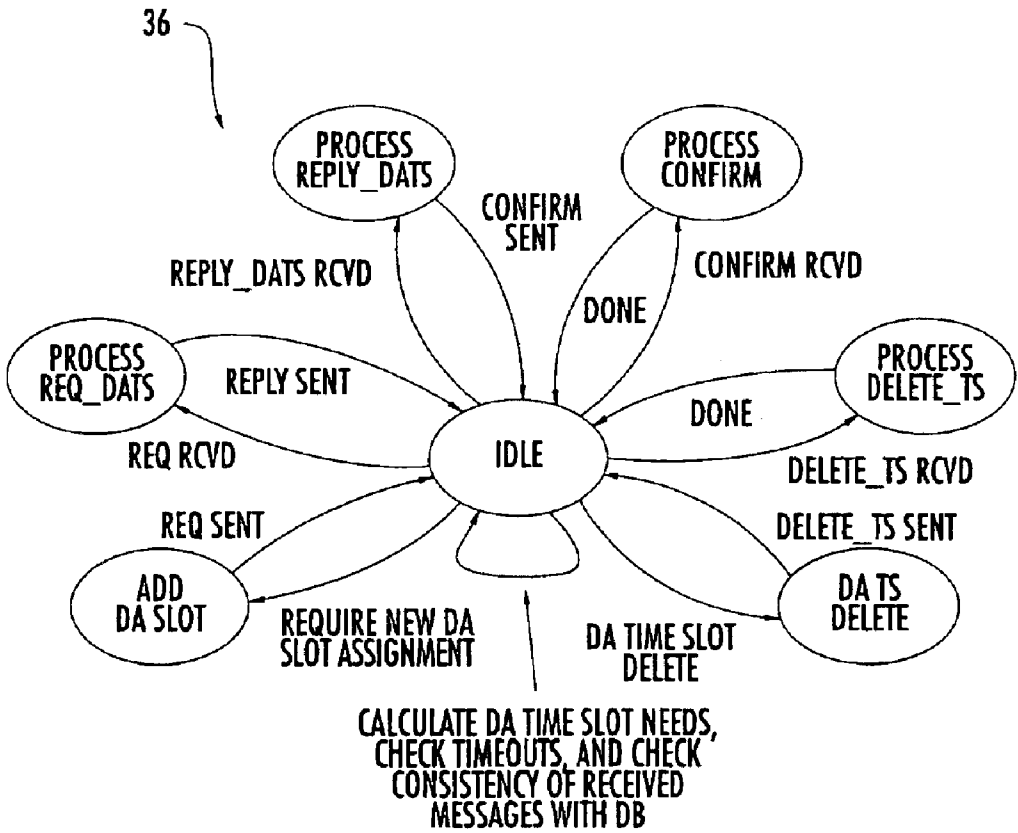 36
PROCESS
REPLY_DATS
PROCESS
CONFIRM
CONFIRM
SENT
REPLY_DATS RCVD
CONFIRM RCVD
DONE
PROCESS
REQ_DATS
REPLY SENT
PROCESS
DELETE_TS
DONE
REQ RCVD
IDLE
DELETE_TS RCVD
REQ SENT
DELETE_TS SENT
ADD
DA SLOT
DA TS
DELETE
REQUIRE NEW DA
SLOT ASSIGNMENT
DA TIME SLOT
DELETE
CALCULATE DA TIME SLOT NEEDS,
CHECK TIMEOUTS, AND CHECK
CONSISTENCY OF RECEIVED
MESSAGES WITH DB